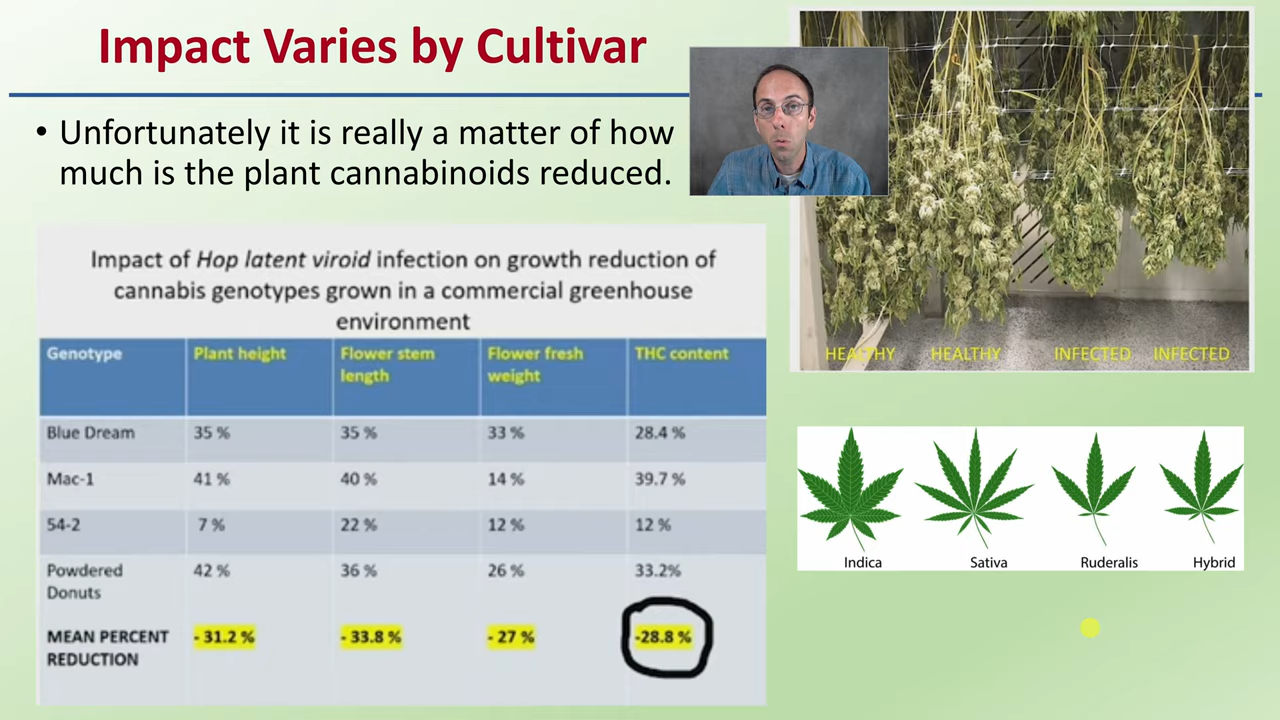 Impact Varies by Cultivar
• Unfortunately it is really a matter of how
much is the plant cannabinoids reduced.
Impact of Hop latent viroid infection on growth reduction of
cannabis genotypes grown in a commercial greenhouse
environment
Genotype Plant height Flower stem length Flower fresh weight THC content
Blue Dream 35 % 35 % 33 % 28.4 %
Mac-1 41 % 40 % 14 % 39.7 %
54-2 7 % 22 % 12 % 12 %
Powdered Donuts 42 % 36 % 26 % 33.2%
MEAN PERCENT REDUCTION - 31.2 % - 33.8 % - 27 % -28.8 %
HEALTHY HEALTHY INFECTED INFECTED
Indica Sativa Ruderalis Hybrid